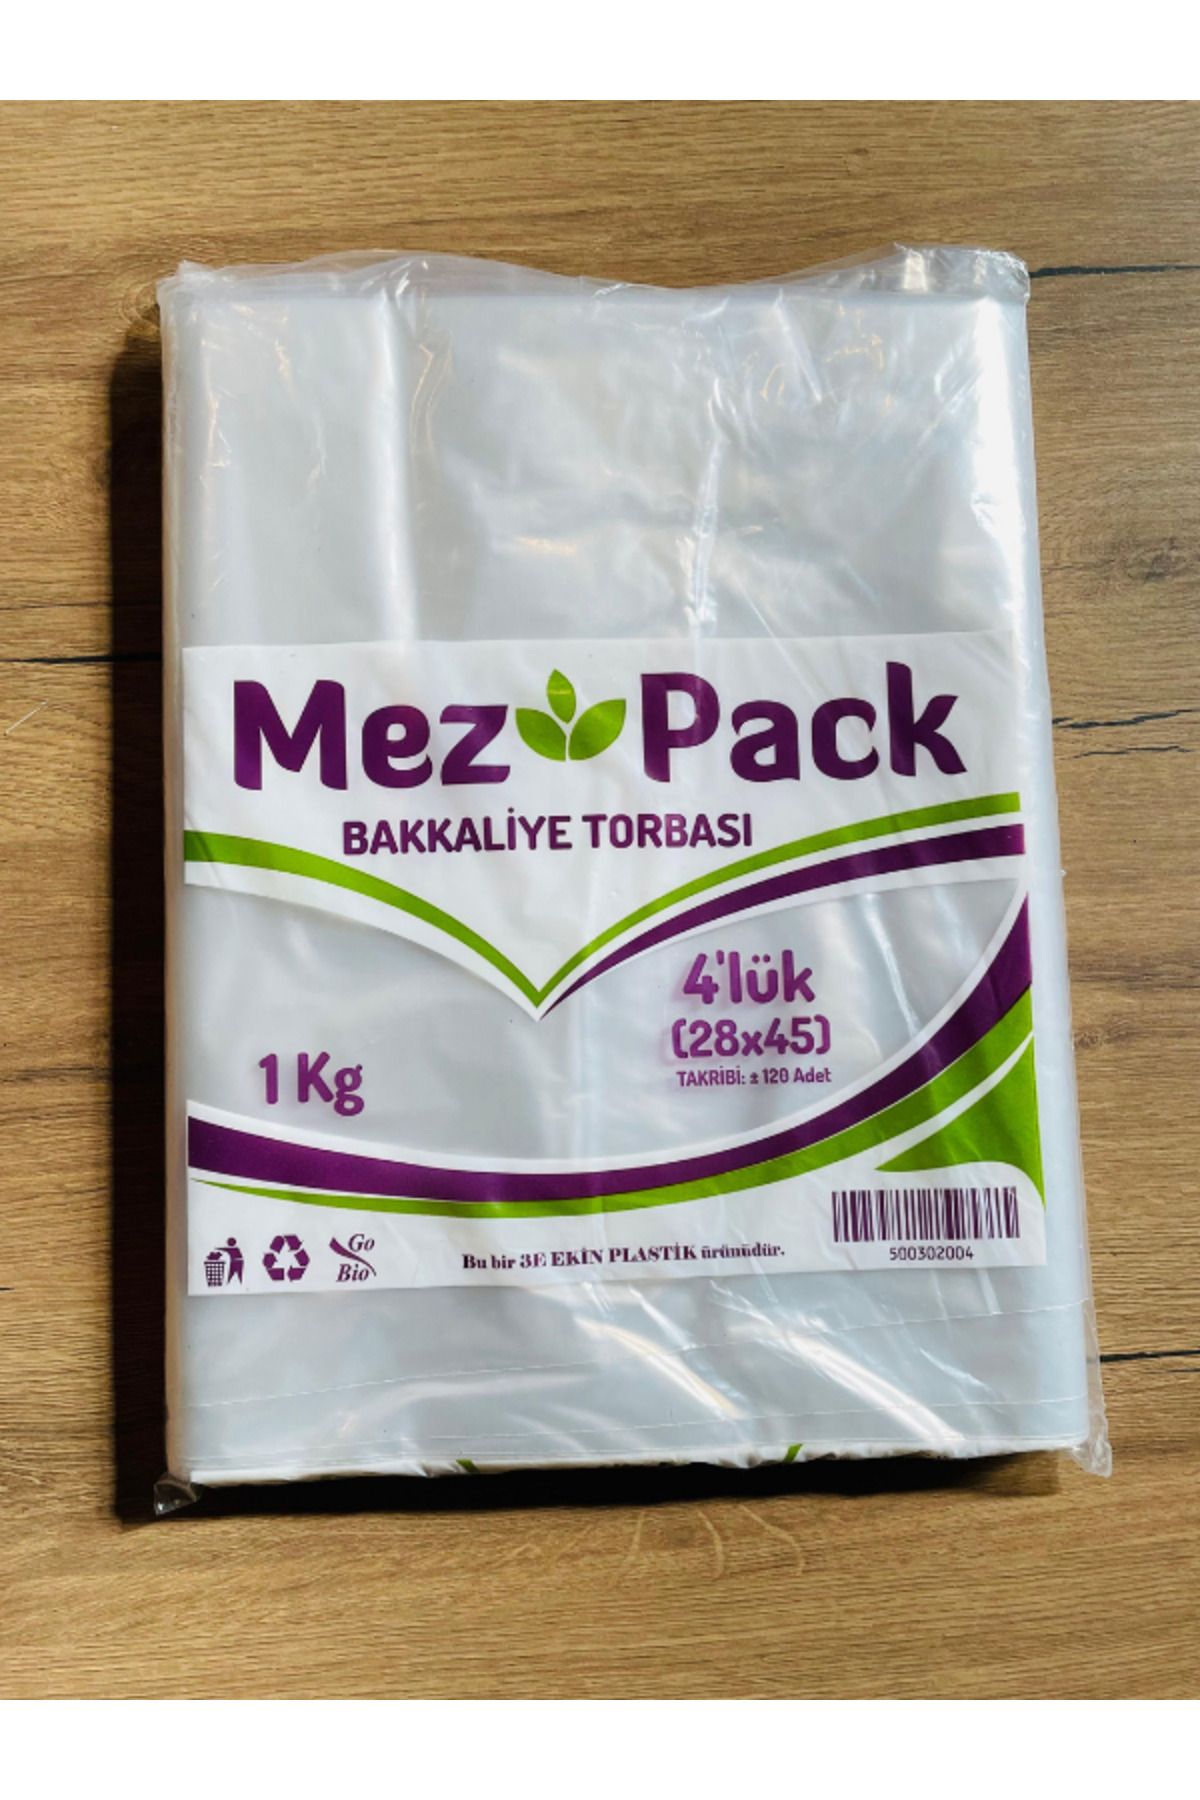 Mez Pack
BAKKALİYE TORBASI
4'lük
(28x45)
TAKRİBİ: ± 120 Adet
1 Kg
Go
Bio
Bu bir 3E EKİN PLASTİK ürünüdür.
500302004